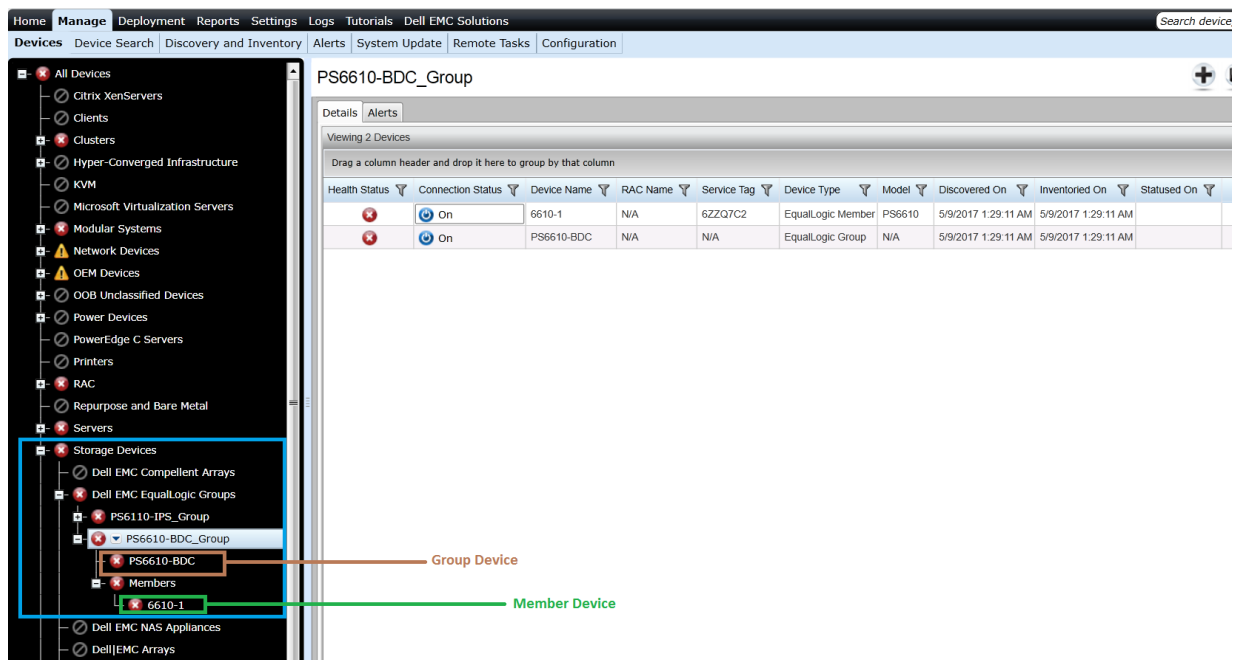 Home Manage Deployment Reports Settings Logs Tutorials Dell EMC Solutions
Search device
Devices Device Search Discovery and Inventory Alerts System Update Remote Tasks Configuration
All Devices
Citrix XenServers
Clients
Clusters
Hyper-Converged Infrastructure
KVM
Microsoft Virtualization Servers
Modular Systems
Network Devices
OEM Devices
OOB Unclassified Devices
Power Devices
PowerEdge C Servers
Printers
RAC
Repurpose and Bare Metal
Servers
Storage Devices
Dell EMC Compellent Arrays
Dell EMC EqualLogic Groups
PS6110-IPS_Group
PS6610-BDC_Group
PS6610-BDC
Members
6610-1
Dell EMC NAS Appliances
Dell|EMC Arrays
PS6610-BDC_Group
Details Alerts
Viewing 2 Devices
Drag a column header and drop it here to group by that column
Health Status Connection Status Device Name RAC Name Service Tag Device Type Model Discovered On Inventoried On Statused On
On 6610-1 N/A 6ZZQ7C2 EqualLogic Member PS6610 5/9/2017 1:29:11 AM 5/9/2017 1:29:11 AM
On PS6610-BDC N/A N/A EqualLogic Group N/A 5/9/2017 1:29:11 AM 5/9/2017 1:29:11 AM
Group Device
Member Device